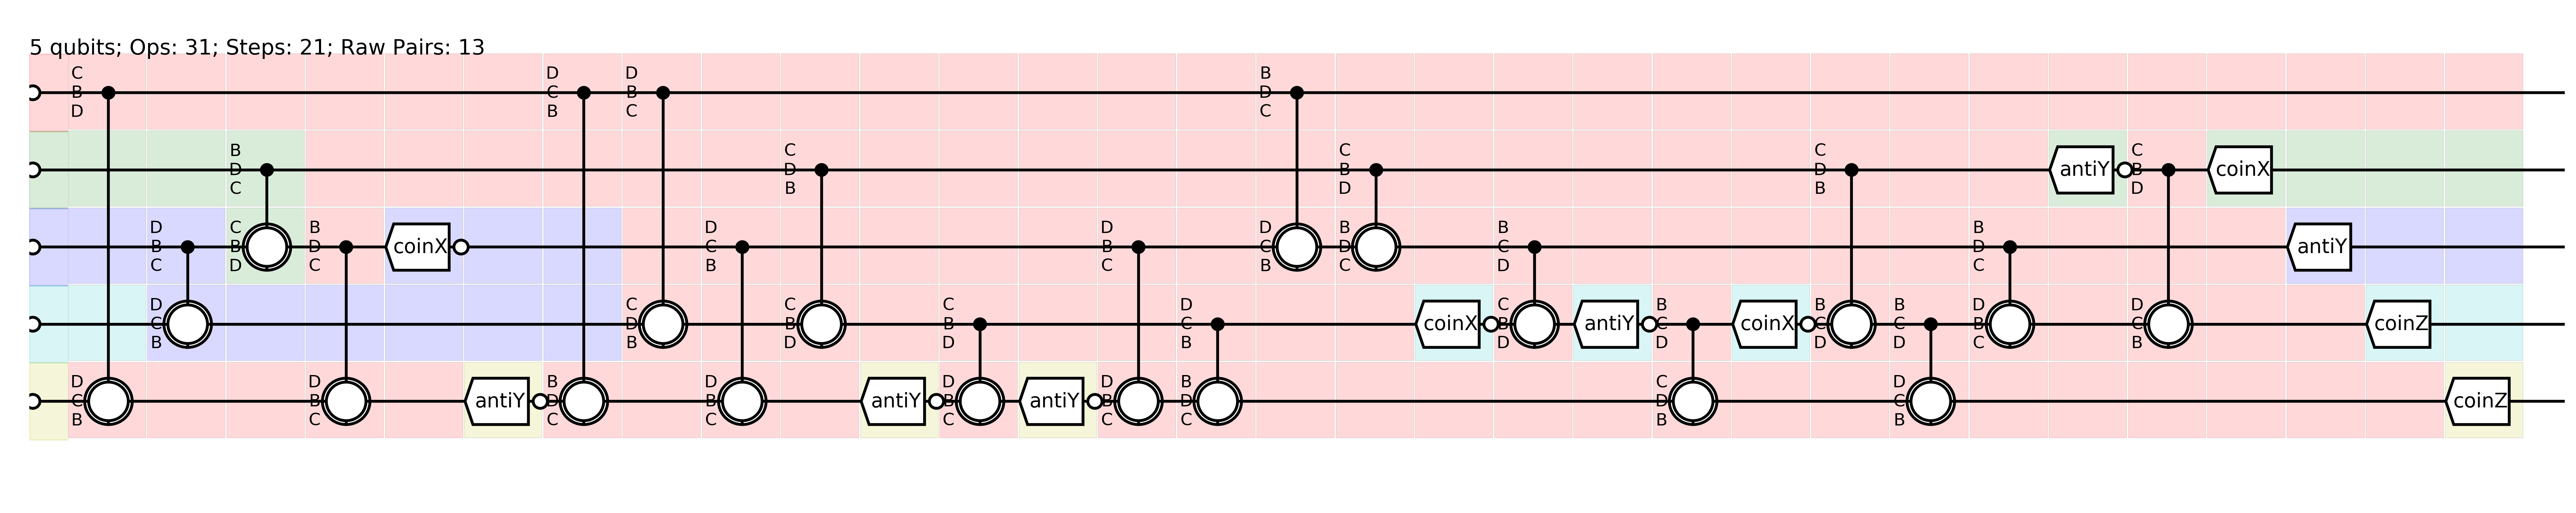 5 qubits; Ops: 31; Steps: 21; Raw Pairs: 13
C D D B
B C B D
D B C C
B C C C C
D D B D antiY B coinX
C B D B D
D C B D D D B B B
B B D coinX C B C D C D antiY
C D C B C B C D C
D C C C D C B B B D D
C D B B C coinX B antiY C coinX C C B C coinZ
B B D D B D D D D C B
D D B D D D B C D
C B antiY D B antiY B antiY B D D C coinZ
B C C C C C C B B